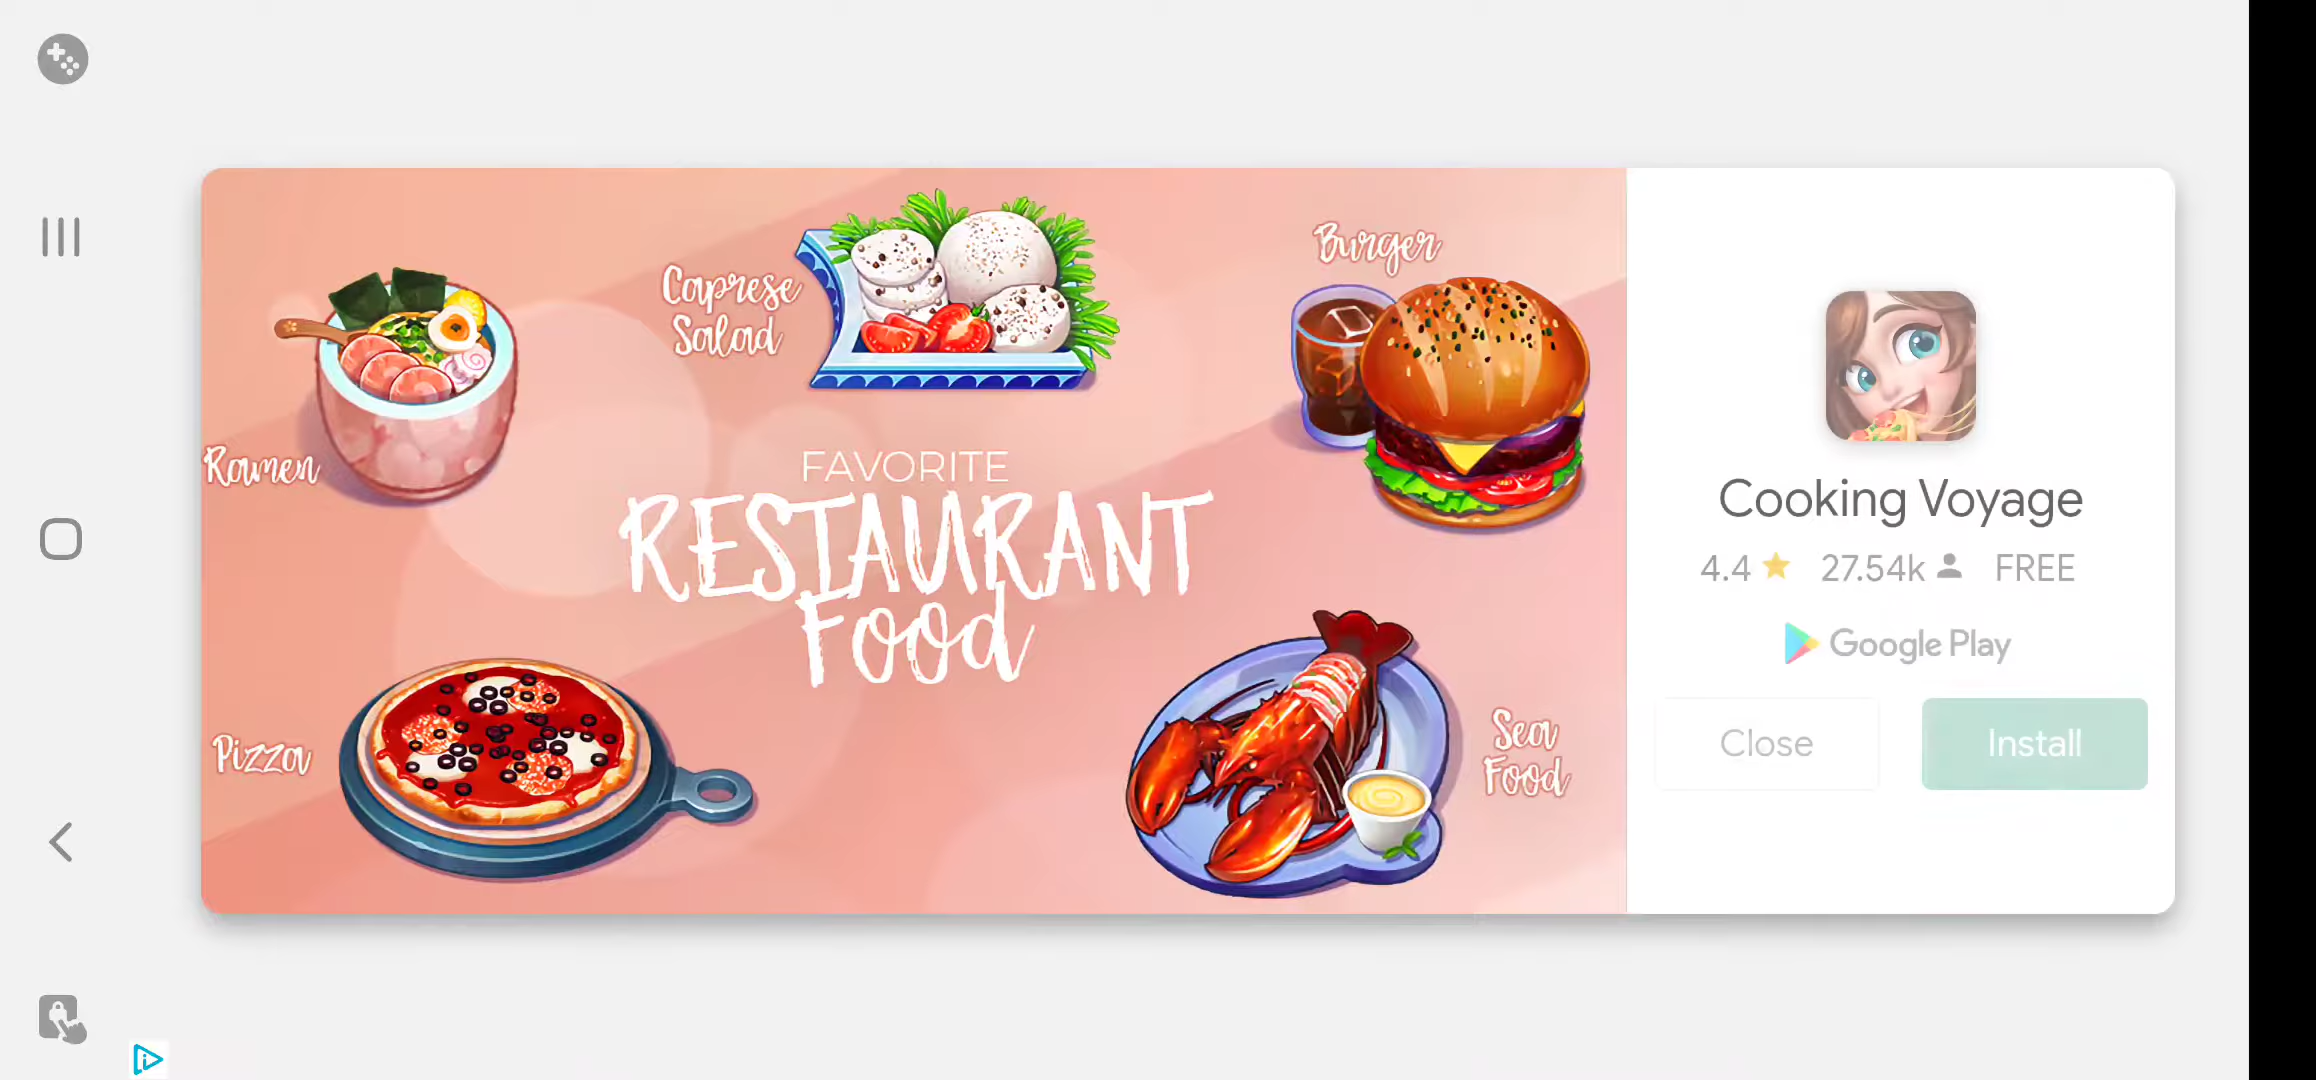 Ramen
Caprese
Salad
Burger
FAVORITE
RESTAURANT
Food
Pizza
Sea
Food
Cooking Voyage
4.4 27.54k FREE
Google Play
Close
Install